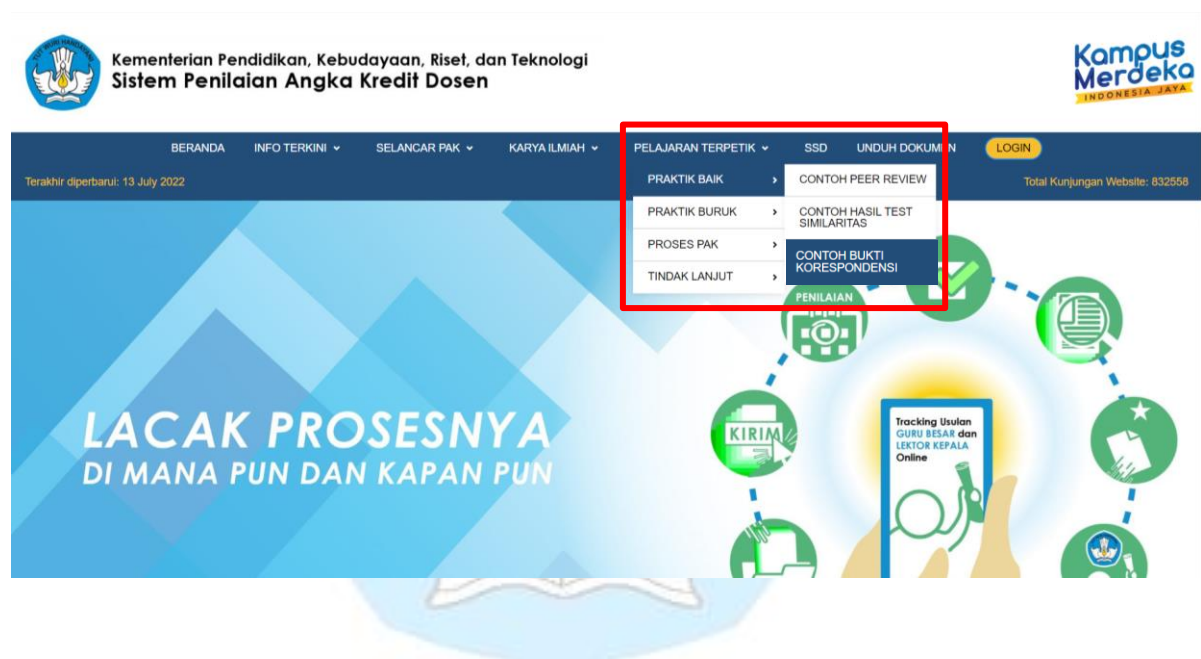 TUT WURI HANDAYANI
Kementerian Pendidikan, Kebudayaan, Riset, dan Teknologi
Sistem Penilaian Angka Kredit Dosen
Kampus
Merdeka
INDONESIA JAYA
BERANDA INFO TERKINI SELANCAR PAK KARYA ILMIAH PELAJARAN TERPETIK SSD UNDUH DOKUMEN LOGIN
Terakhir diperbarui: 13 July 2022
Total Kunjungan Website: 832558
PRAKTIK BAIK
PRAKTIK BURUK
PROSES PAK
TINDAK LANJUT
CONTOH PEER REVIEW
CONTOH HASIL TEST
SIMILARITAS
CONTOH BUKTI
KORESPONDENSI
PENILAIAN
LACAK PROSESNYA
DI MANA PUN DAN KAPAN PUN
KIRIM
Tracking Usulan
GURU BESAR dan
LEKTOR KEPALA
Online